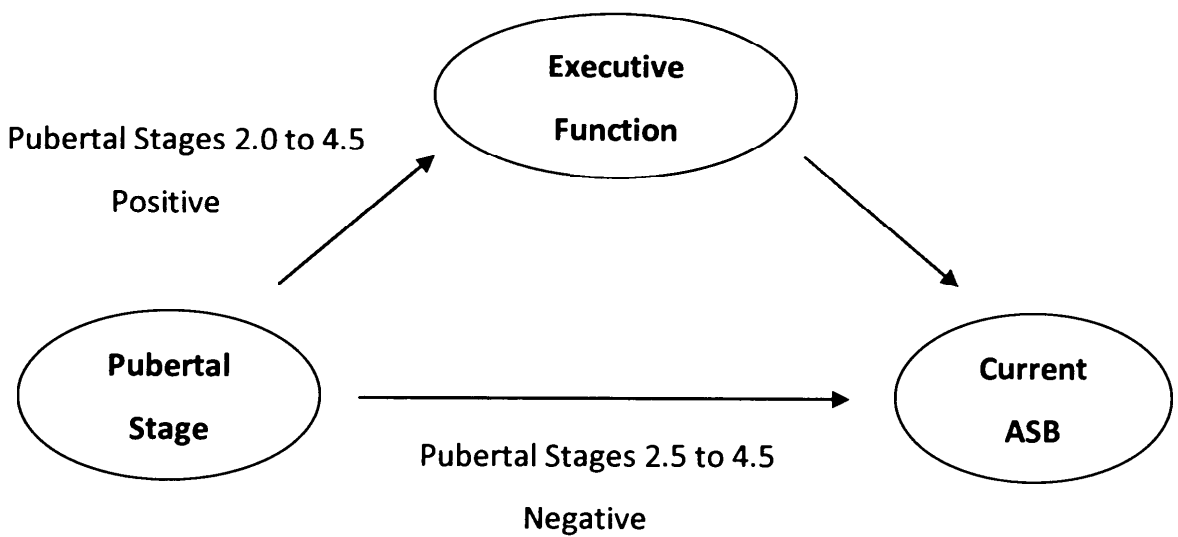 Executive
Function
Pubertal Stages 2.0 to 4.5
Positive
Pubertal
Stage
Current
ASB
Pubertal Stages 2.5 to 4.5
Negative